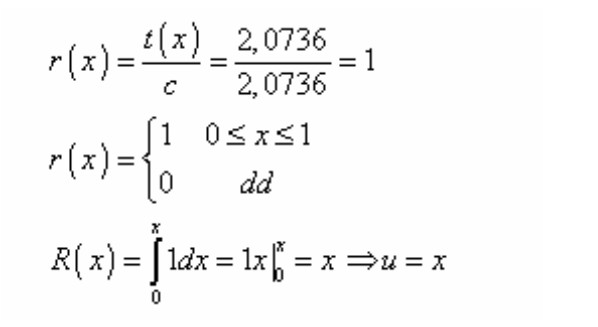 r(x) = t(x)/c = 2,0736/2,0736 = 1
r(x) = { 1 0 ≤ x ≤ 1
0 dd
R(x) = ∫₀ˣ 1dx = 1x|₀ˣ = x ⇒ u = x